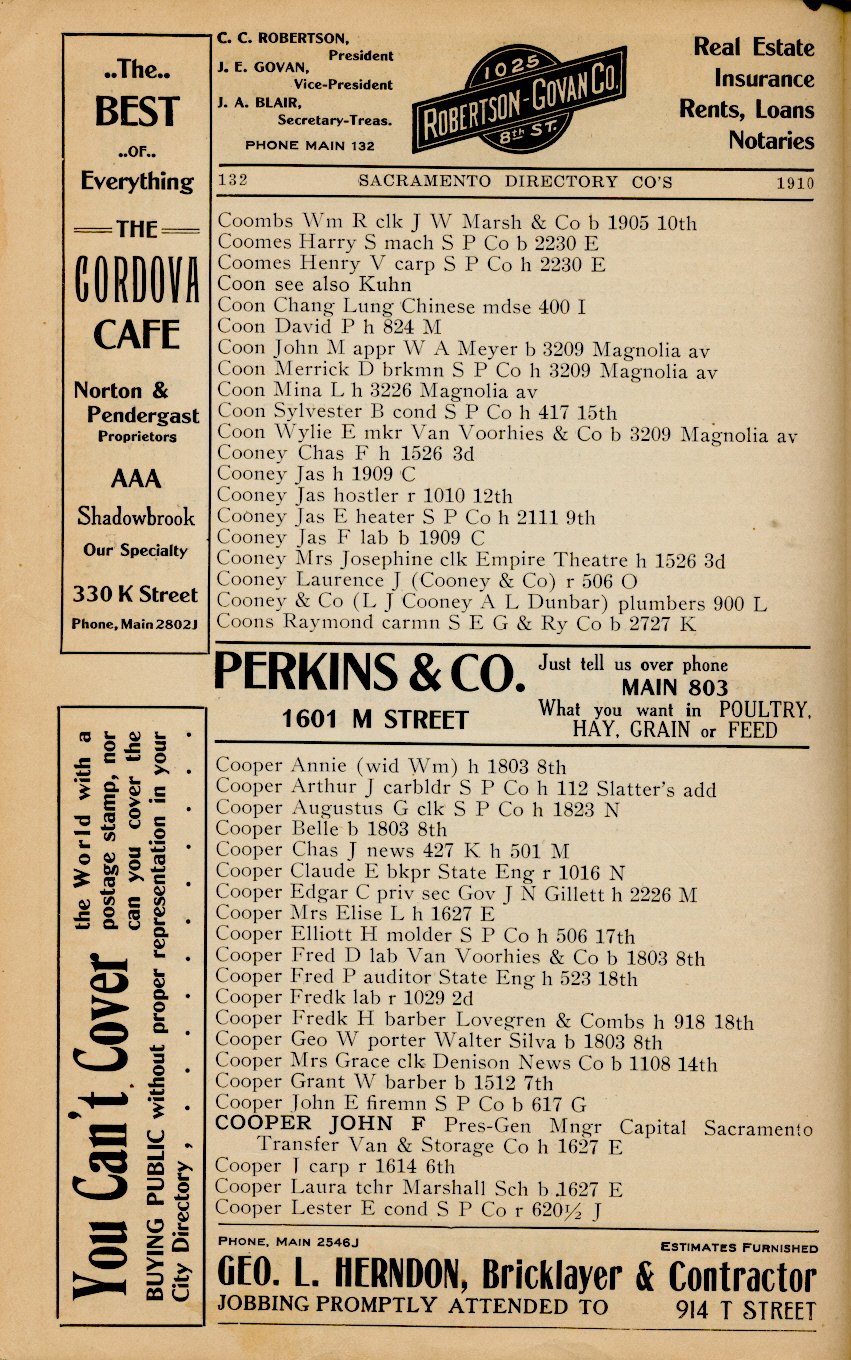 C. C. ROBERTSON,
President
J. E. GOVAN,
Vice-President
J. A. BLAIR,
Secretary-Treas.
PHONE MAIN 132
1025
ROBERTSON-GOVAN CO.
8th ST.
Real Estate
Insurance
Rents, Loans
Notaries
132 SACRAMENTO DIRECTORY CO'S 1910
..The..
BEST
..OF..
Everything
THE
CORDOVA
CAFE
Norton &
Pendergast
Proprietors
AAA
Shadowbrook
Our Specialty
330 K Street
Phone, Main 2802J
Coombs Wm R clk J W Marsh & Co b 1905 10th
Coomes Harry S mach S P Co b 2230 E
Coomes Henry V carp S P Co h 2230 E
Coon see also Kuhn
Coon Chang Lung Chinese mdse 400 I
Coon David P h 824 M
Coon John M appr W A Meyer b 3209 Magnolia av
Coon Merrick D brkmn S P Co h 3209 Magnolia av
Coon Mina L h 3226 Magnolia av
Coon Sylvester B cond S P Co h 417 15th
Coon Wylie E mkr Van Voorhies & Co b 3209 Magnolia av
Cooney Chas F h 1526 3d
Cooney Jas h 1909 C
Cooney Jas hostler r 1010 12th
Cooney Jas E heater S P Co h 2111 9th
Cooney Jas F lab b 1909 C
Cooney Mrs Josephine clk Empire Theatre h 1526 3d
Cooney Laurence J (Cooney & Co) r 506 O
Cooney & Co (L J Cooney A L Dunbar) plumbers 900 L
Coons Raymond carmn S E G & Ry Co b 2727 K
PERKINS & CO.
1601 M STREET
Just tell us over phone
MAIN 803
What you want in POULTRY,
HAY, GRAIN or FEED
You Can't Cover
the World with a
postage stamp, nor
can you cover the
BUYING PUBLIC without proper representation in your
City Directory , . . . . . . . . .
Cooper Annie (wid Wm) h 1803 8th
Cooper Arthur J carbldr S P Co h 112 Slatter's add
Cooper Augustus G clk S P Co h 1823 N
Cooper Belle b 1803 8th
Cooper Chas J news 427 K h 501 M
Cooper Claude E bkpr State Eng r 1016 N
Cooper Edgar C priv sec Gov J N Gillett h 2226 M
Cooper Mrs Elise L h 1627 E
Cooper Elliott H molder S P Co h 506 17th
Cooper Fred D lab Van Voorhies & Co b 1803 8th
Cooper Fred P auditor State Eng h 523 18th
Cooper Fredk lab r 1029 2d
Cooper Fredk H barber Lovegren & Combs h 918 18th
Cooper Geo W porter Walter Silva b 1803 8th
Cooper Mrs Grace clk Denison News Co b 1108 14th
Cooper Grant W barber b 1512 7th
Cooper John E firemn S P Co b 617 G
COOPER JOHN F Pres-Gen Mngr Capital Sacramento
Transfer Van & Storage Co h 1627 E
Cooper J carp r 1614 6th
Cooper Laura tchr Marshall Sch b 1627 E
Cooper Lester E cond S P Co r 620½ J
PHONE, MAIN 2546J
ESTIMATES FURNISHED
GEO. L. HERNDON, Bricklayer & Contractor
JOBBING PROMPTLY ATTENDED TO 914 T STREET